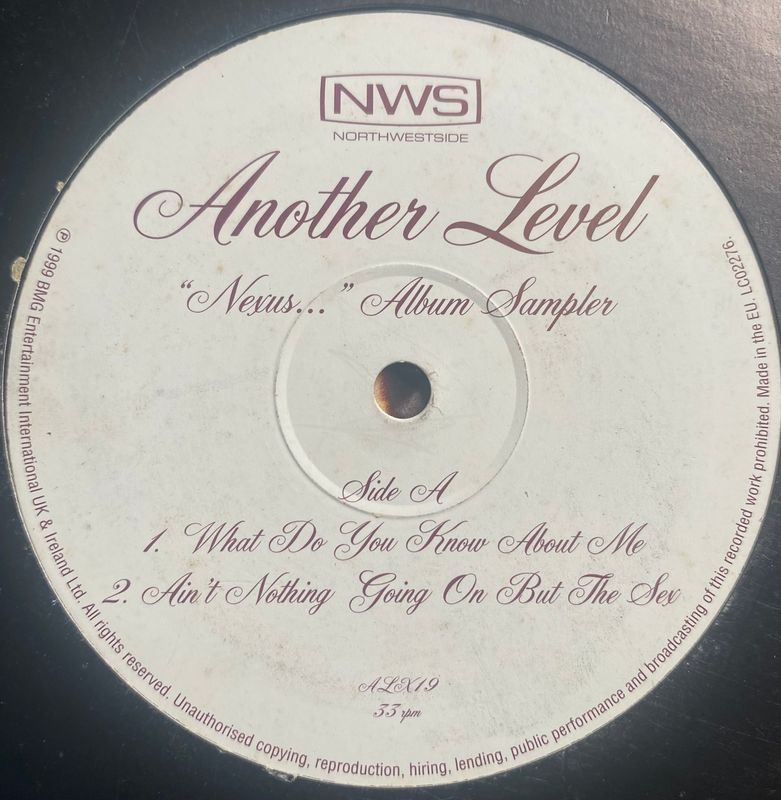 NWS
NORTHWESTSIDE
Another Level
“Nexus...” Album Sampler
Side A
1. What Do You Know About Me
2. Ain't Nothing Going On But The Sex
ALX19
33 rpm
℗ 1999 BMG Entertainment International UK & Ireland Ltd. All rights reserved. Unauthorised copying, reproduction, hiring, lending, public performance and broadcasting of this recorded work prohibited. Made in the EU. LC02276.